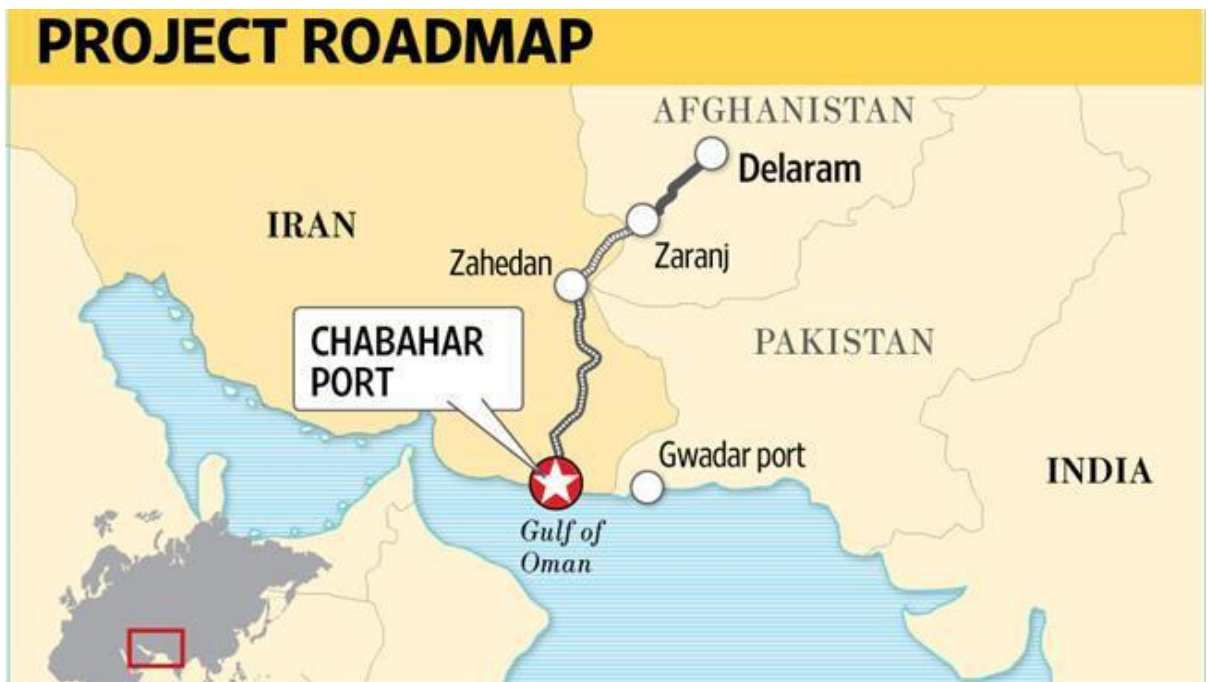 PROJECT ROADMAP
AFGHANISTAN
Delaram
IRAN
Zahedan
Zaranj
CHABAHAR
PORT
PAKISTAN
Gwadar port
INDIA
Gulf of
Oman